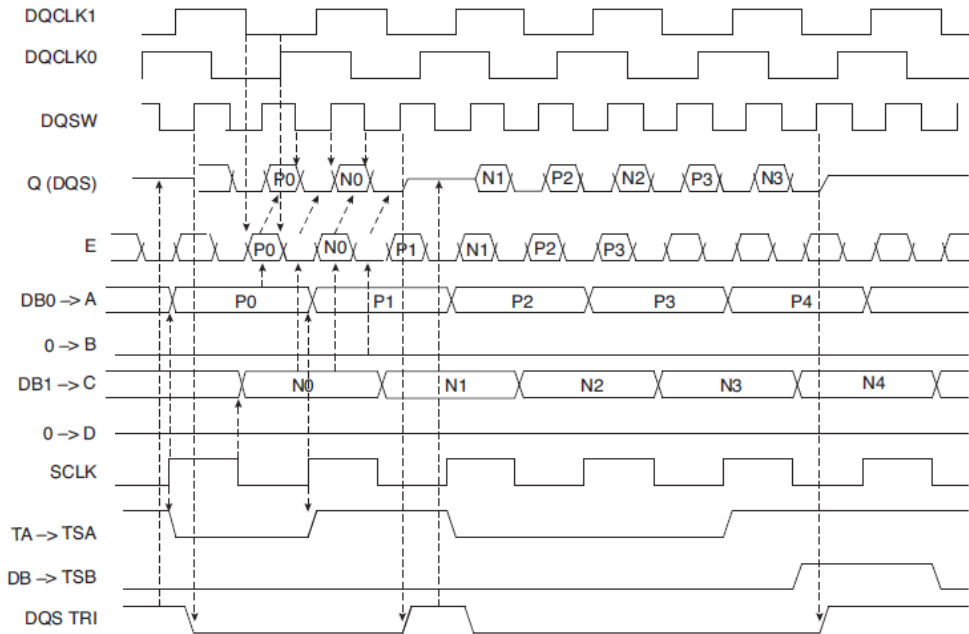 DQCLK1
DQCLK0
DQSW
Q (DQS) P0 N0 N1 P2 N2 P3 N3
E P0 N0 P1 N1 P2 P3
DB0 –> A P0 P1 P2 P3 P4
0 –> B
DB1 –> C N0 N1 N2 N3 N4
0 –> D
SCLK
TA –> TSA
DB –> TSB
DQS TRI